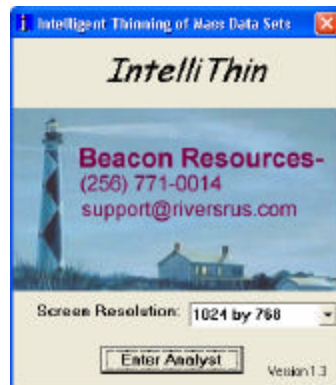 Intelligent Thinning of Mass Data Sets
IntelliThin
Beacon Resources-
(256) 771-0014
support@riversrus.com
Screen Resolution: 1024 by 768
Enter Analyst
Version 1.3